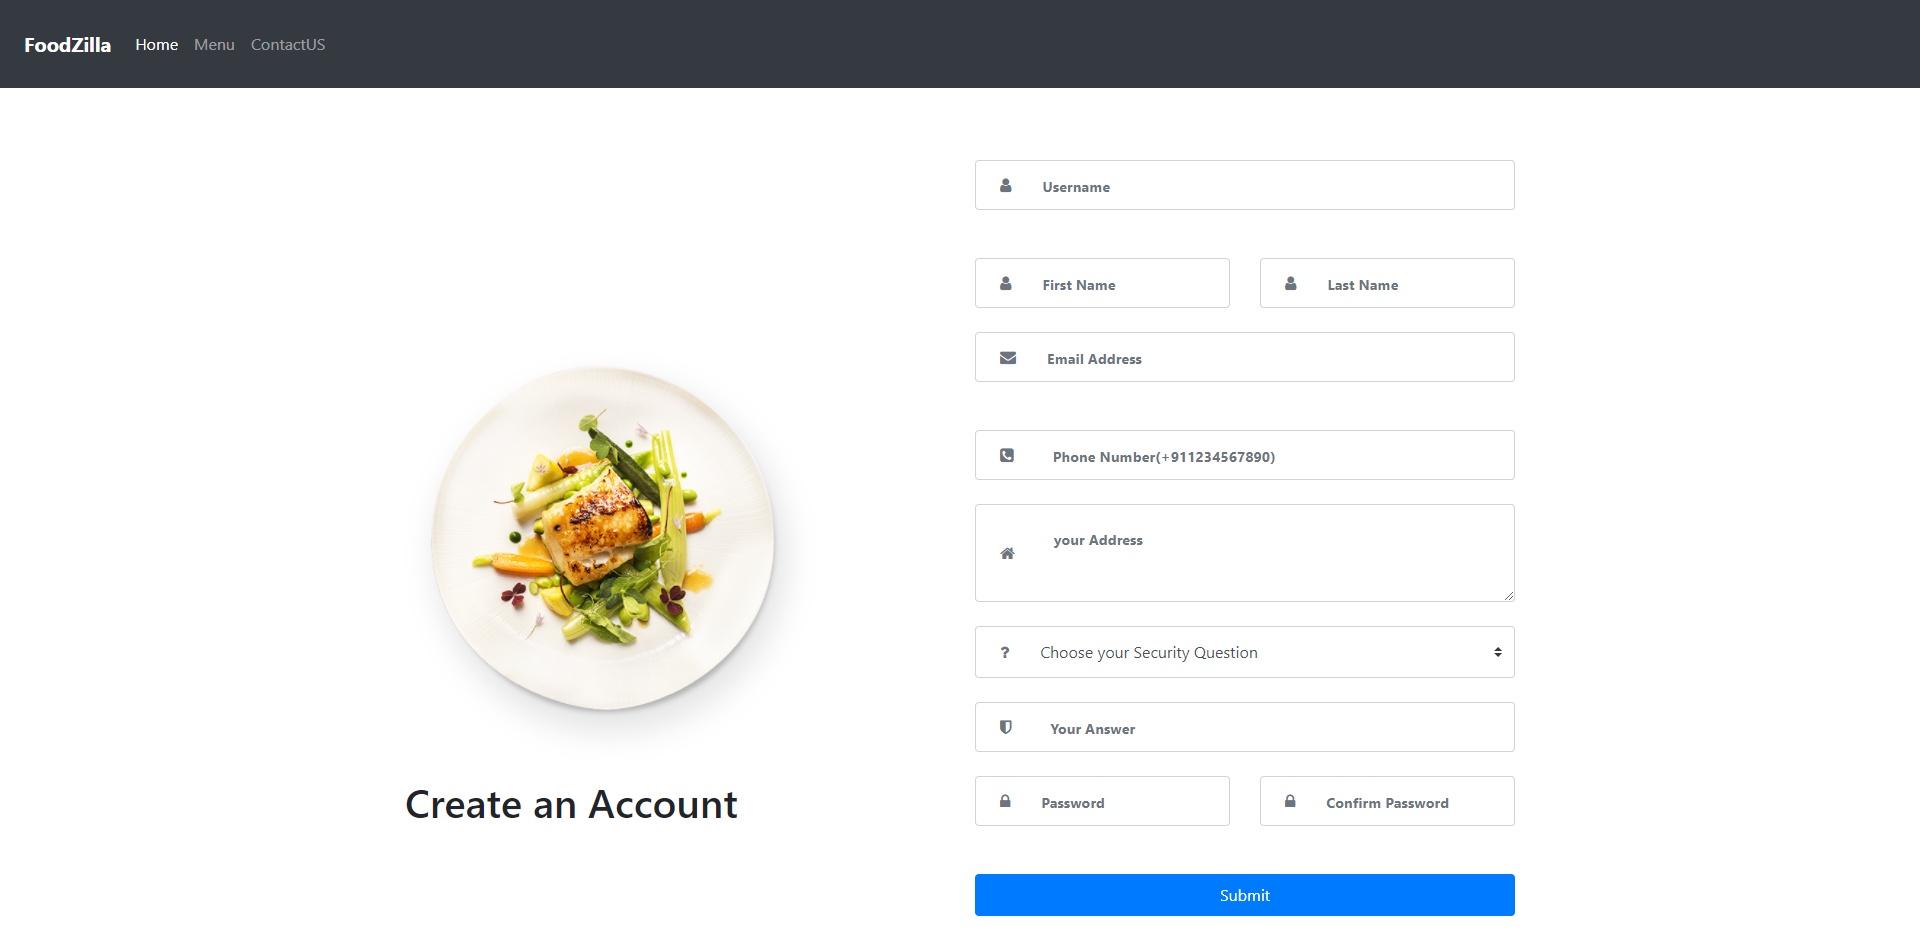 FoodZilla Home Menu ContactUS
Username
First Name Last Name
Email Address
Phone Number(+911234567890)
your Address
? Choose your Security Question
Your Answer
Password Confirm Password
Create an Account
Submit